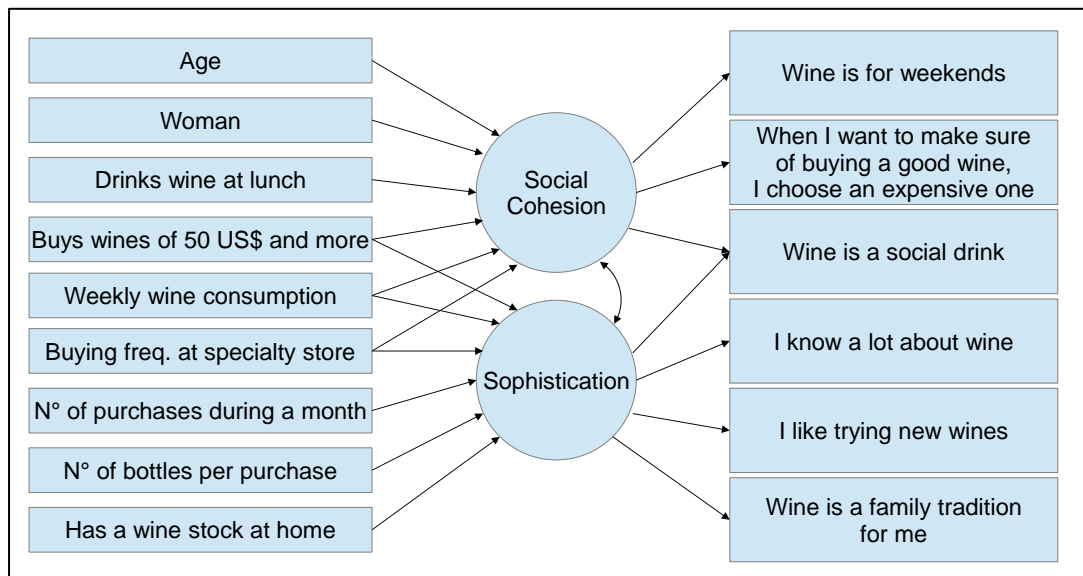 Age
Woman
Drinks wine at lunch
Buys wines of 50 US$ and more
Weekly wine consumption
Buying freq. at specialty store
N° of purchases during a month
N° of bottles per purchase
Has a wine stock at home
Social
Cohesion
Sophistication
Wine is for weekends
When I want to make sure
of buying a good wine,
I choose an expensive one
Wine is a social drink
I know a lot about wine
I like trying new wines
Wine is a family tradition
for me